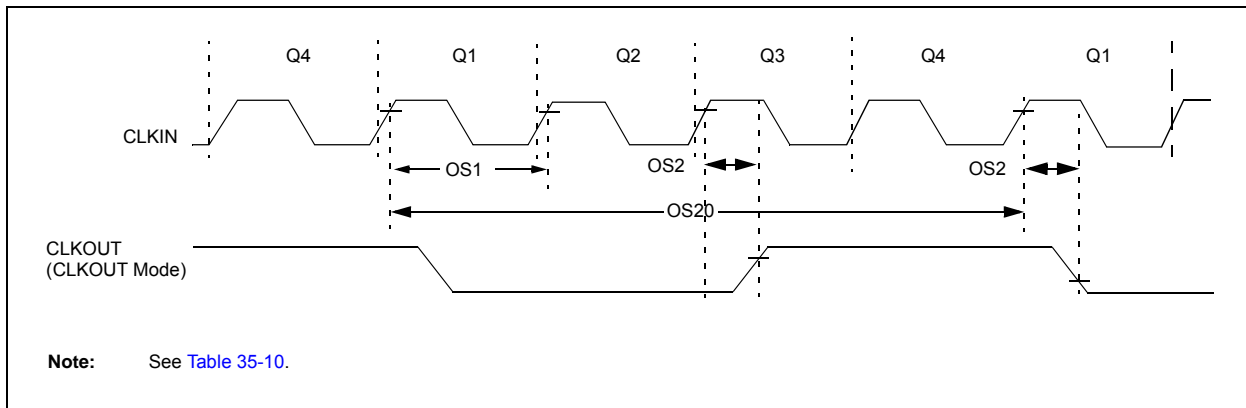 Q4 Q1 Q2 Q3 Q4 Q1
CLKIN
OS1 OS2 OS2
OS20
CLKOUT
(CLKOUT Mode)
Note: See Table 35-10.